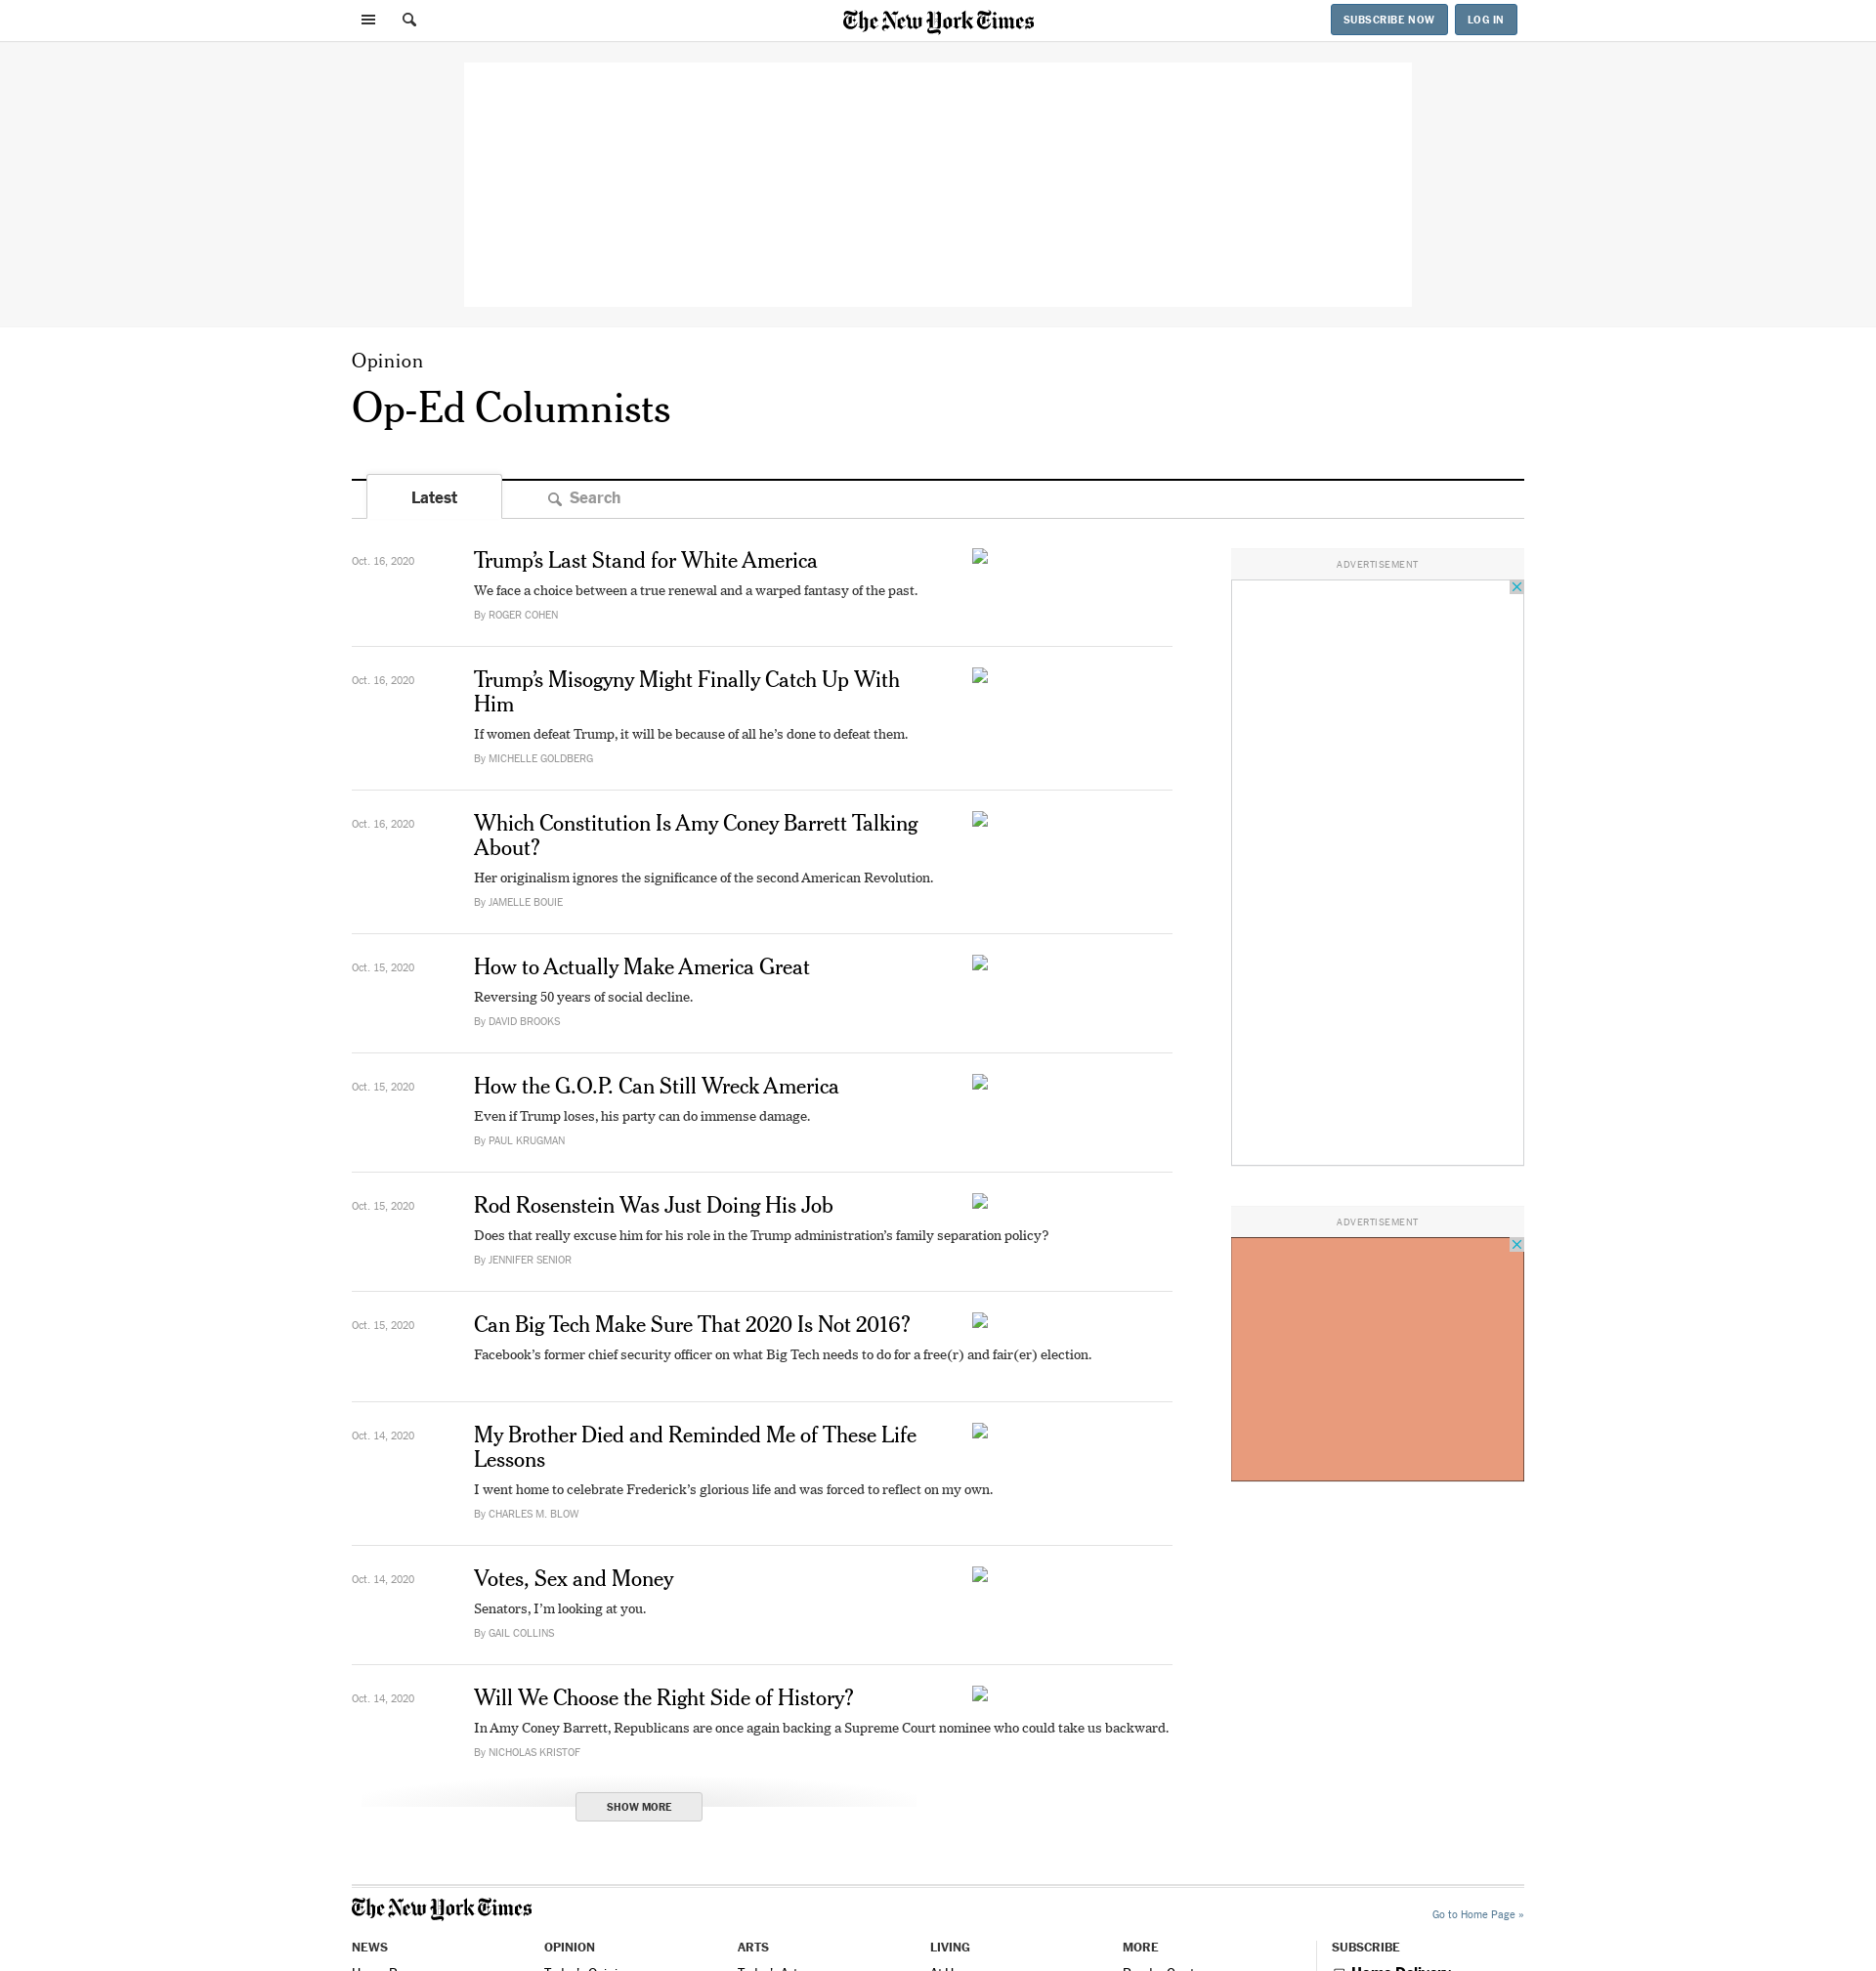 The New York Times
SUBSCRIBE NOW
LOG IN
Opinion
Op-Ed Columnists
Latest
Search
Oct. 16, 2020
Trump’s Last Stand for White America
We face a choice between a true renewal and a warped fantasy of the past.
By ROGER COHEN
Oct. 16, 2020
Trump’s Misogyny Might Finally Catch Up With
Him
If women defeat Trump, it will be because of all he’s done to defeat them.
By MICHELLE GOLDBERG
Oct. 16, 2020
Which Constitution Is Amy Coney Barrett Talking
About?
Her originalism ignores the significance of the second American Revolution.
By JAMELLE BOUIE
Oct. 15, 2020
How to Actually Make America Great
Reversing 50 years of social decline.
By DAVID BROOKS
Oct. 15, 2020
How the G.O.P. Can Still Wreck America
Even if Trump loses, his party can do immense damage.
By PAUL KRUGMAN
Oct. 15, 2020
Rod Rosenstein Was Just Doing His Job
Does that really excuse him for his role in the Trump administration’s family separation policy?
By JENNIFER SENIOR
Oct. 15, 2020
Can Big Tech Make Sure That 2020 Is Not 2016?
Facebook’s former chief security officer on what Big Tech needs to do for a free(r) and fair(er) election.
Oct. 14, 2020
My Brother Died and Reminded Me of These Life
Lessons
I went home to celebrate Frederick’s glorious life and was forced to reflect on my own.
By CHARLES M. BLOW
Oct. 14, 2020
Votes, Sex and Money
Senators, I’m looking at you.
By GAIL COLLINS
Oct. 14, 2020
Will We Choose the Right Side of History?
In Amy Coney Barrett, Republicans are once again backing a Supreme Court nominee who could take us backward.
By NICHOLAS KRISTOF
SHOW MORE
ADVERTISEMENT
ADVERTISEMENT
The New York Times
Go to Home Page »
NEWS
OPINION
ARTS
LIVING
MORE
SUBSCRIBE
Home Delivery